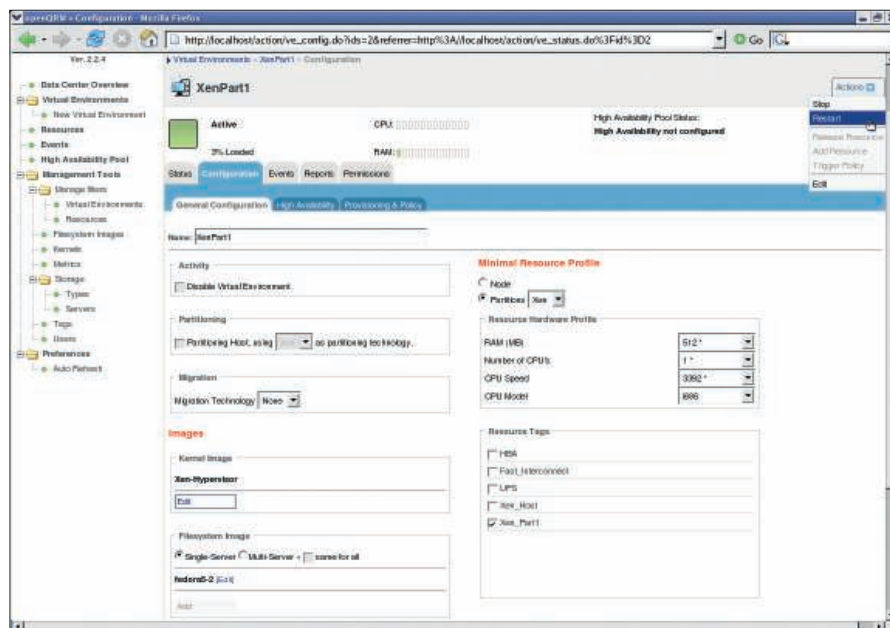 openQRM - Configuration - Mozilla Firefox
http://localhost/action/ve_config.do?ids=2&referrer=http%3A//localhost/action/ve_status.do%3Fid%3D2
Go
Ver. 2.2.4
Virtual Environments - XenPart1 - Configuration
Data Center Overview
Virtual Environments
New Virtual Environment
Resources
Events
High Availability Pool
Management Tools
Manage filters
Virtual Environments
Resources
Filesystem Images
Kernels
Metrics
Storage
Types
Servers
Tags
Users
Preferences
Auto Refresh
XenPart1
Actions
Stop
Restart
Release Resource
Add Resource
Trigger Policy
Edit
Active
CPU:
High Availability Pool Status:
High Availability not configured
3% Loaded
RAM:
Status Configuration Events Reports Permissions
General Configuration High Availability Provisioning & Policy
Name: XenPart1
Activity
Disable Virtual Environment
Partitioning
Partitioning Host, using as partitioning technology.
Migration
Migration Technology None
Images
Kernel Image
Xen-Hypervisor
Edit
Filesystem Image
Single-Server Multi-Server - same for all
fedora5-2 [Edit]
Add
Minimal Resource Profile
Node
Partitions Xen
Resource Hardware Profile
RAM (MB) 512 *
Number of CPU's 1 *
CPU Speed 3392 *
CPU Model i686
Resource Tags
HBA
Fast_Interconnect
UPS
Xen_Host
Xen_Part1